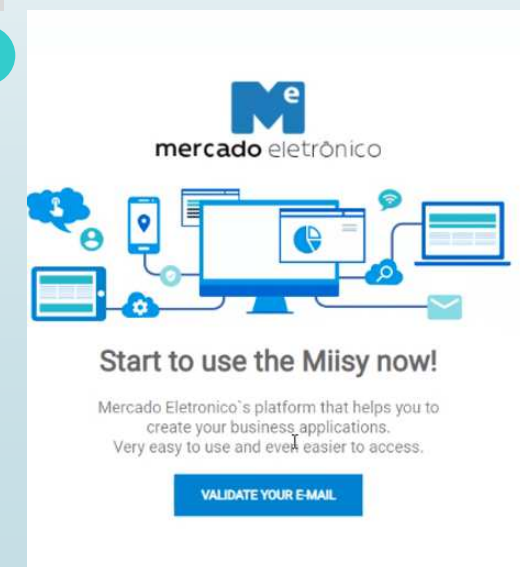 Me
mercado eletrônico
Start to use the Miisy now!
Mercado Eletronico`s platform that helps you to
create your business applications.
Very easy to use and even easier to access.
VALIDATE YOUR E-MAIL